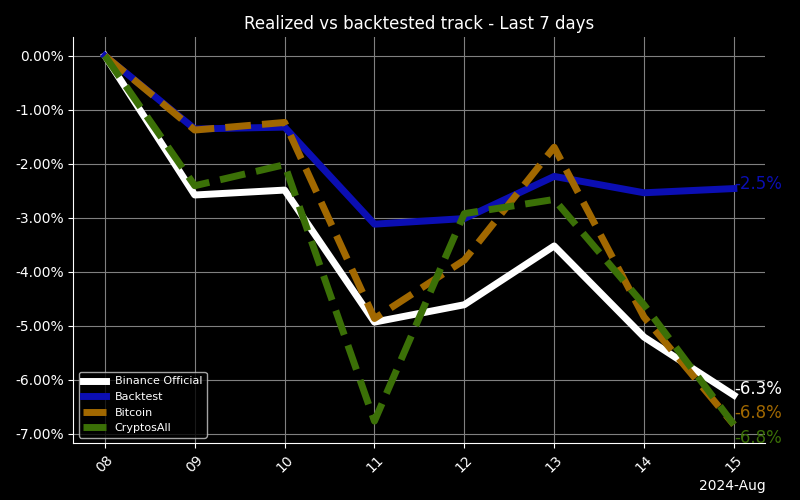 Realized vs backtested track - Last 7 days
0.00%
-1.00%
-2.00%
-3.00%
-4.00%
-5.00%
-6.00%
-7.00%
-2.5%
-6.3%
-6.8%
-6.8%
Binance Official
Backtest
Bitcoin
CryptosAll
08 09 10 11 12 13 14 15
2024-Aug